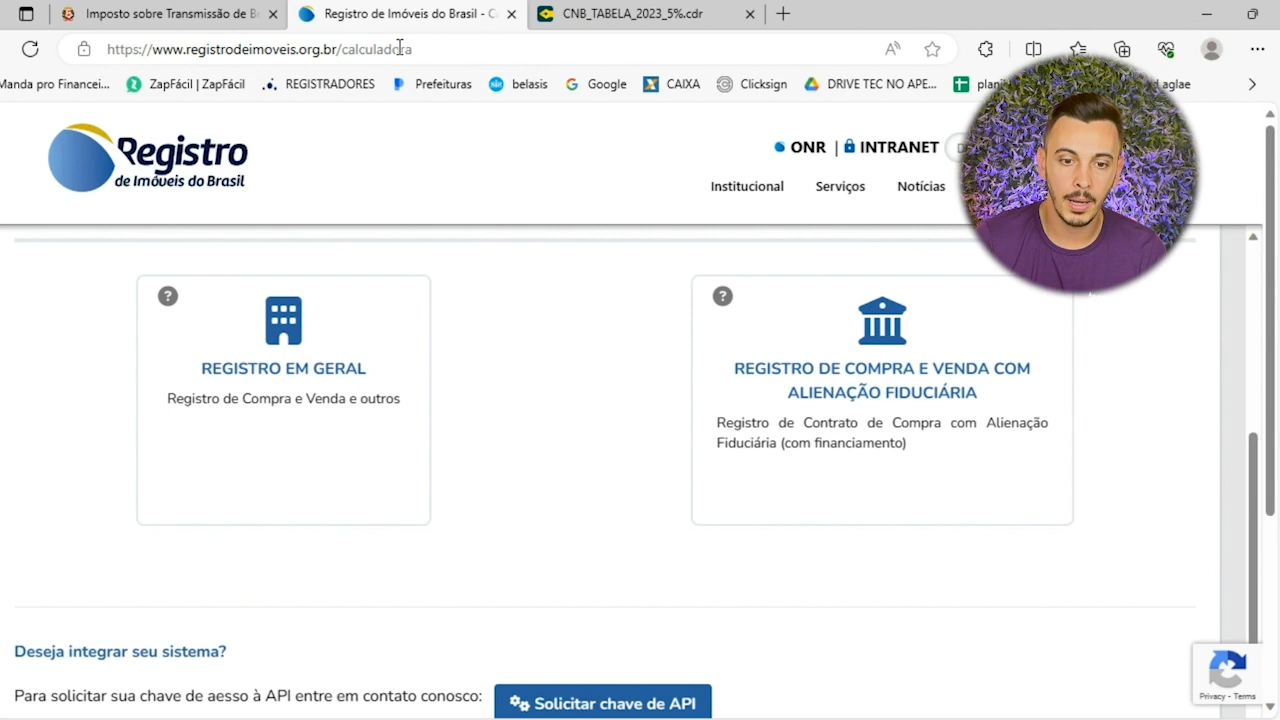 Imposto sobre Transmissão de B
Registro de Imóveis do Brasil - C
CNB_TABELA_2023_5%.cdr
https://www.registrodeimoveis.org.br/calculadora
Manda pro Financei...
ZapFácil | ZapFácil
REGISTRADORES
Prefeituras
belasis
Google
CAIXA
Clicksign
DRIVE TEC NO APE...
aglae
Registro
de Imóveis do Brasil
ONR | INTRANET
Institucional
Serviços
Notícias
REGISTRO EM GERAL
Registro de Compra e Venda e outros
REGISTRO DE COMPRA E VENDA COM
ALIENAÇÃO FIDUCIÁRIA
Registro de Contrato de Compra com Alienação
Fiduciária (com financiamento)
Deseja integrar seu sistema?
Para solicitar sua chave de aesso à API entre em contato conosco:
Solicitar chave de API
Privacy - Terms